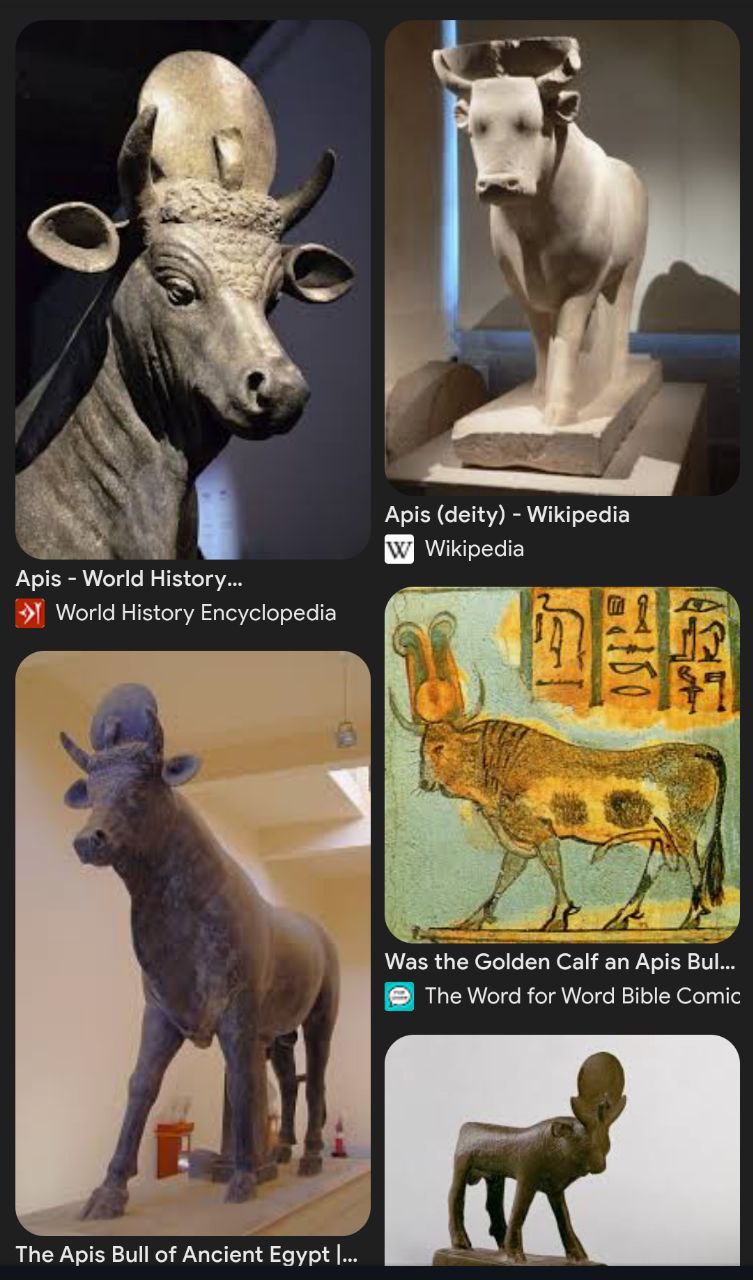 Apis - World History...
World History Encyclopedia
The Apis Bull of Ancient Egypt |...
Apis (deity) - Wikipedia
W Wikipedia
Was the Golden Calf an Apis Bul...
The Word for Word Bible Comic